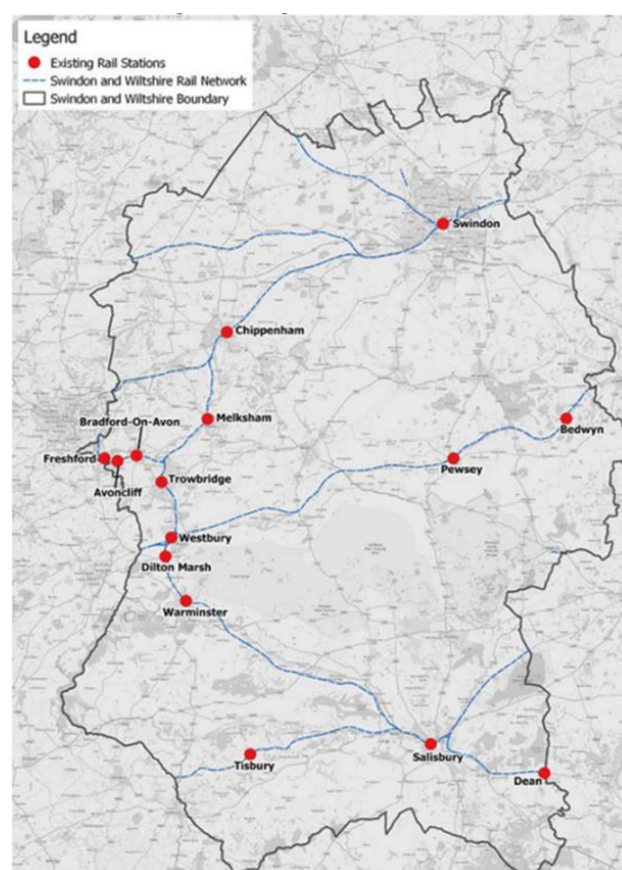 Legend
Existing Rail Stations
Swindon and Wiltshire Rail Network
Swindon and Wiltshire Boundary
Swindon
Chippenham
Melksham
Bradford-On-Avon
Bedwyn
Freshford
Pewsey
Avoncliff
Trowbridge
Westbury
Dilton Marsh
Warminster
Salisbury
Tisbury
Dean